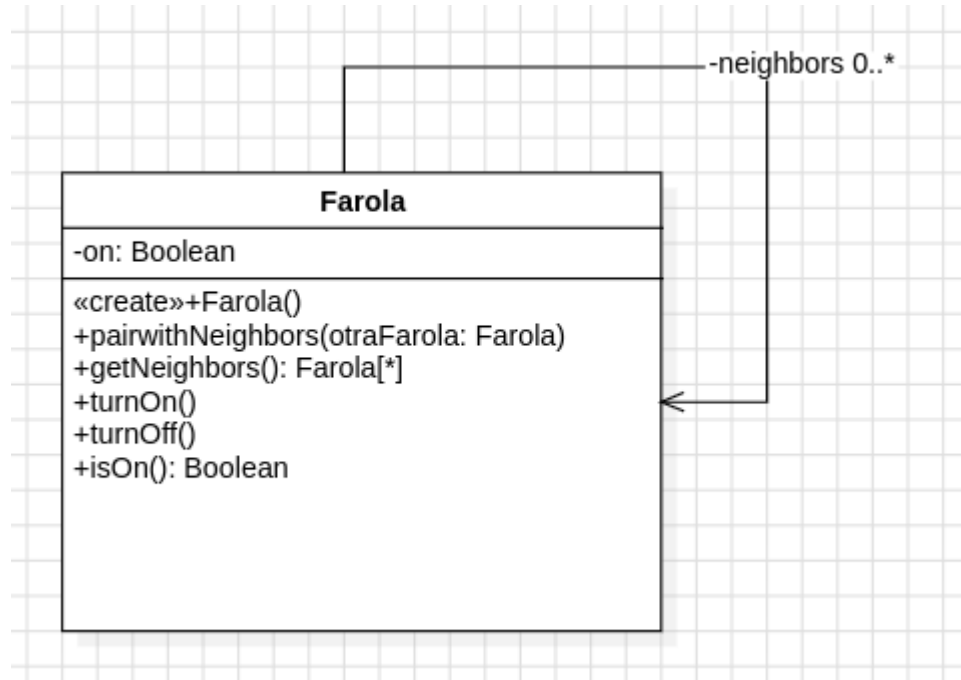 -neighbors 0..*
Farola
-on: Boolean
«create»+Farola()
+pairwithNeighbors(otraFarola: Farola)
+getNeighbors(): Farola[*]
+turnOn()
+turnOff()
+isOn(): Boolean